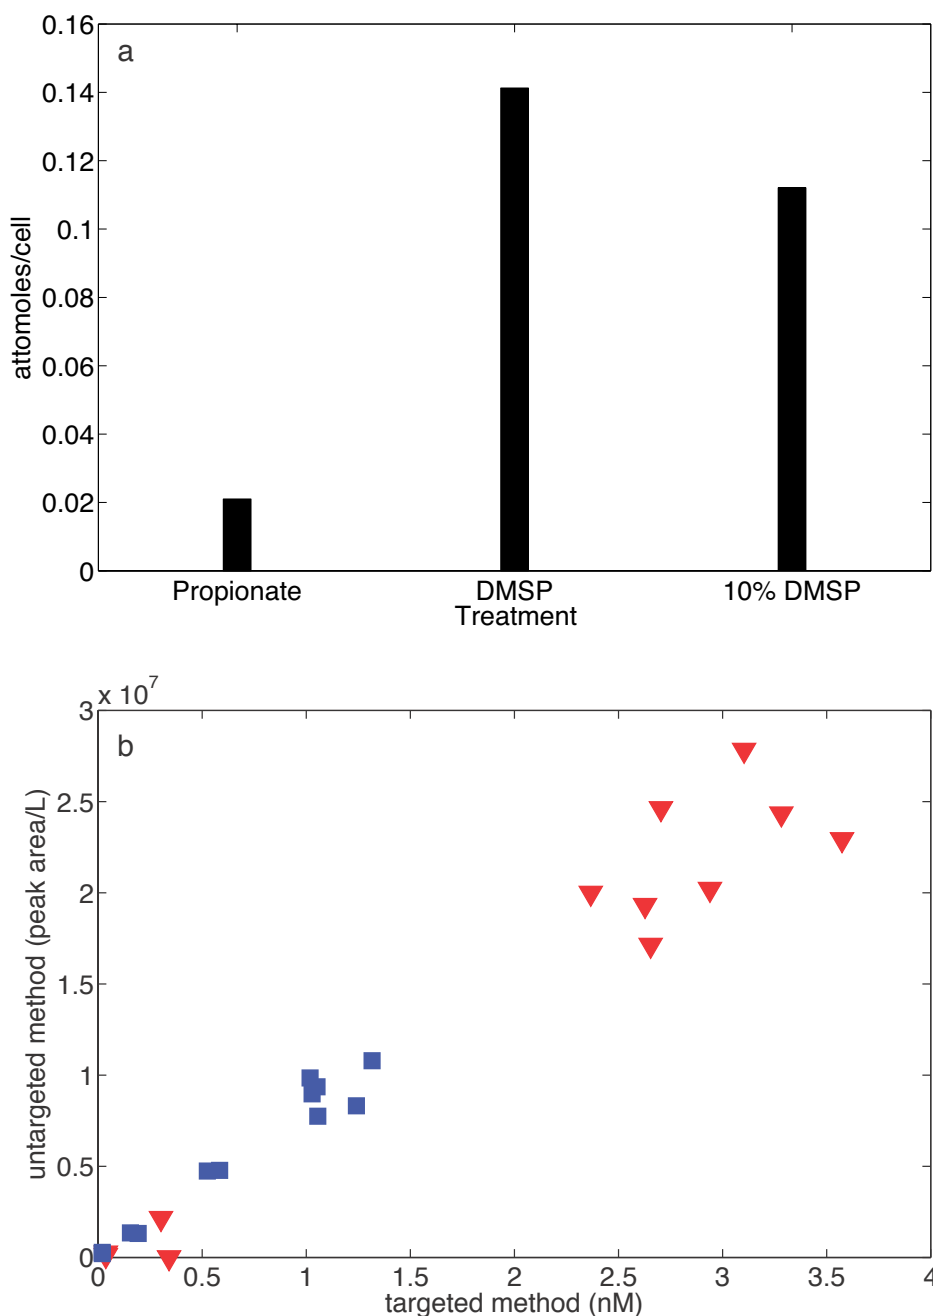 0.16
a
0.14
0.12
0.1
0.08
0.06
0.04
0.02
0
attomoles/cell
Propionate DMSP 10% DMSP
Treatment
x 10^7
3
b
2.5
2
1.5
1
0.5
0
untargeted method (peak area/L)
0 0.5 1 1.5 2 2.5 3 3.5 4
targeted method (nM)